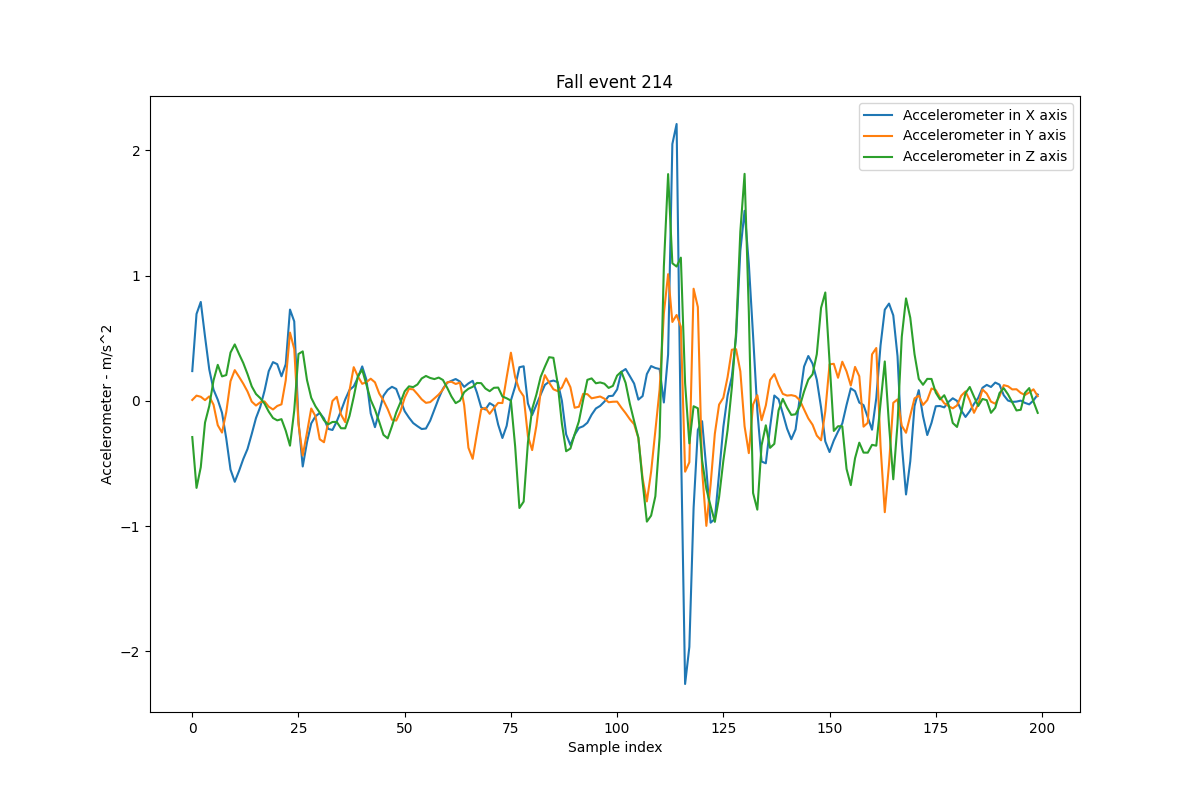 Fall event 214
Accelerometer in X axis
Accelerometer in Y axis
Accelerometer in Z axis
Accelerometer - m/s^2
2
1
0
−1
−2
0 25 50 75 100 125 150 175 200
Sample index